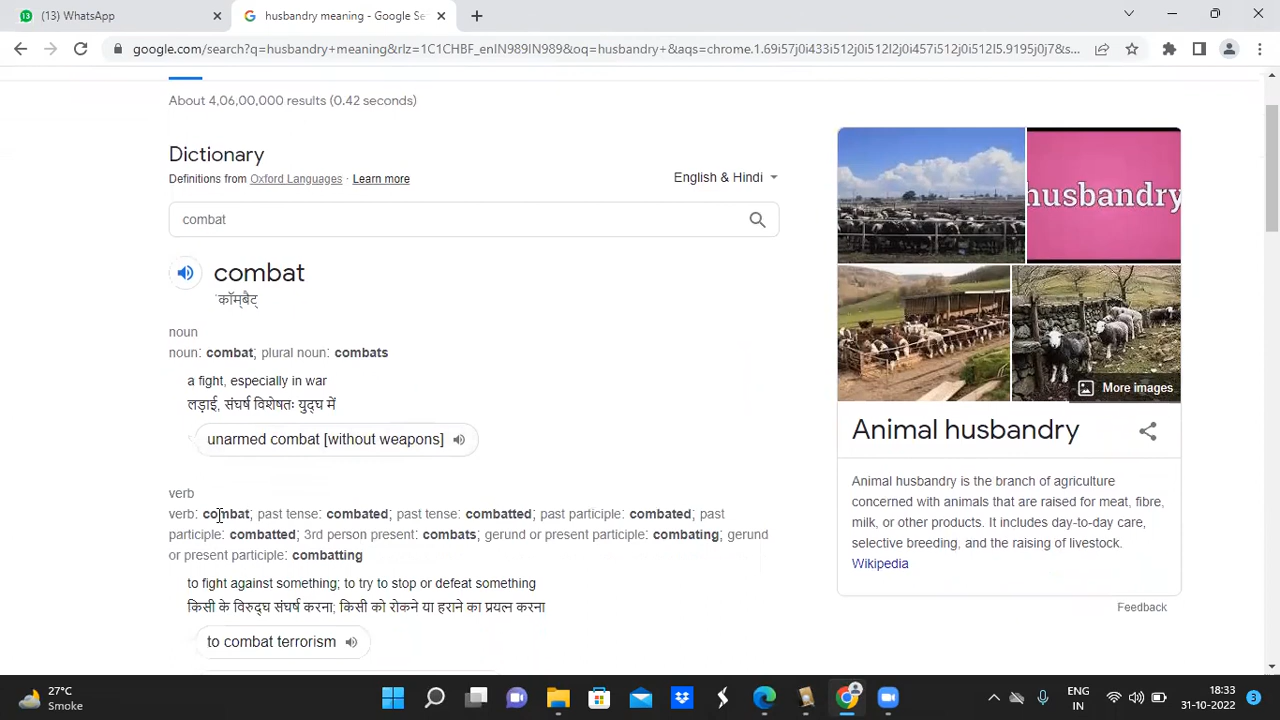 (13) WhatsApp
husbandry meaning - Google Se
google.com/search?q=husbandry+meaning&rlz=1C1CHBF_enIN989IN989&oq=husbandry+&aqs=chrome.1.69i57j0i433i512j0i512l2j0i457i512j0i512l5.9195j0j7&s...
About 4,06,00,000 results (0.42 seconds)
Dictionary
Definitions from Oxford Languages · Learn more
English & Hindi
combat
combat
कॉम्‌बैट्‌
noun
noun: combat; plural noun: combats
a fight, especially in war
लड़ाई, संघर्ष विशेषतः युद्‌घ में
unarmed combat [without weapons]
verb
verb: combat; past tense: combated; past tense: combatted; past participle: combated; past
participle: combatted; 3rd person present: combats; gerund or present participle: combating; gerund
or present participle: combatting
to fight against something; to try to stop or defeat something
किसी के विरुद्‌घ संघर्ष करना; किसी को रोकने या हराने का प्रयत्न करना
to combat terrorism
husbandry
More images
Animal husbandry
Animal husbandry is the branch of agriculture
concerned with animals that are raised for meat, fibre,
milk, or other products. It includes day-to-day care,
selective breeding, and the raising of livestock.
Wikipedia
Feedback
27°C
Smoke
ENG
IN
18:33
31-10-2022
3